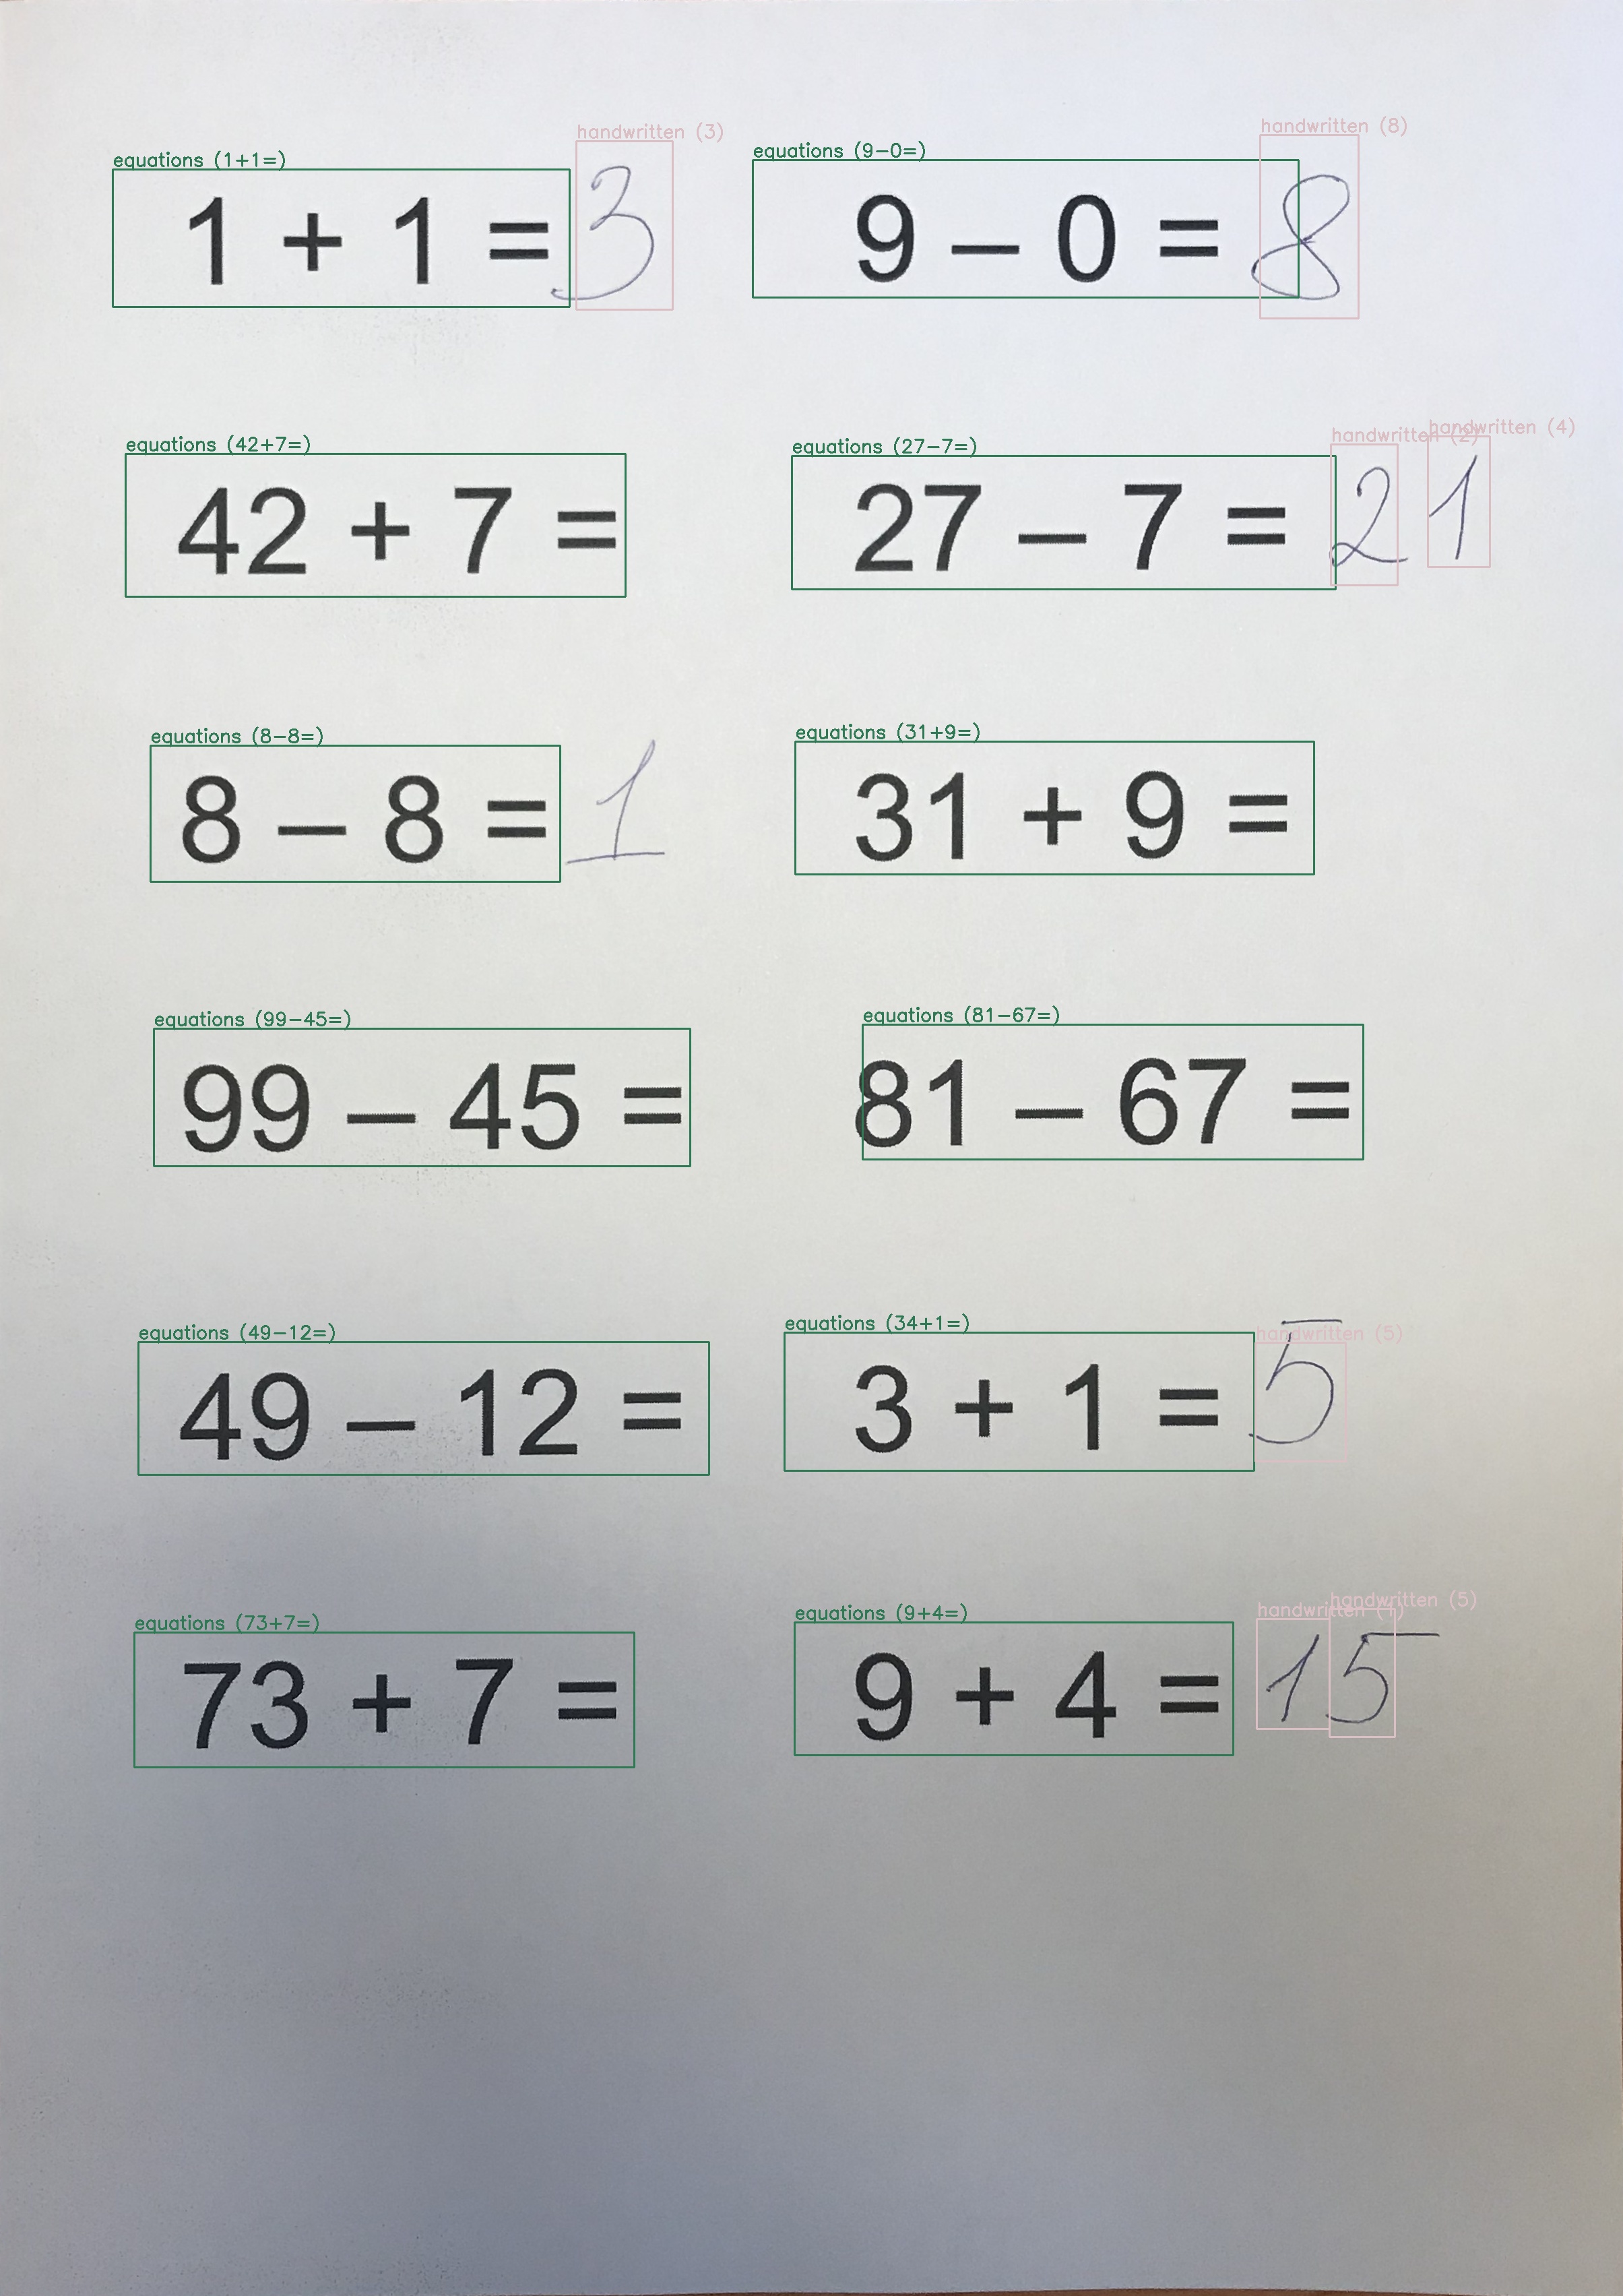 handwritten (3) handwritten (8)
equations (1+1=) equations (9-0=)
1 + 1 = 3 9 – 0 = 8
equations (42+7=) equations (27-7=) handwritten (2) handwritten (4)
42 + 7 = 27 – 7 = 21
equations (8-8=) equations (31+9=)
8 – 8 = 1 31 + 9 =
equations (99-45=) equations (81-67=)
99 – 45 = 81 – 67 =
equations (49-12=) equations (34+1=) handwritten (5)
49 – 12 = 3 + 1 = 5
equations (73+7=) equations (9+4=) handwritten (1) handwritten (5)
73 + 7 = 9 + 4 = 15